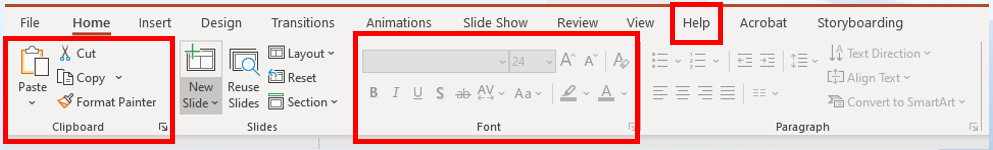 File Home Insert Design Transitions Animations Slide Show Review View Help Acrobat Storyboarding
Paste
Cut
Copy
Format Painter
Clipboard
New
Slide
Reuse
Slides
Layout
Reset
Section
Slides
24
A A A
B I U S ab AV Aa A
Font
Text Direction
Align Text
Convert to SmartArt
Paragraph